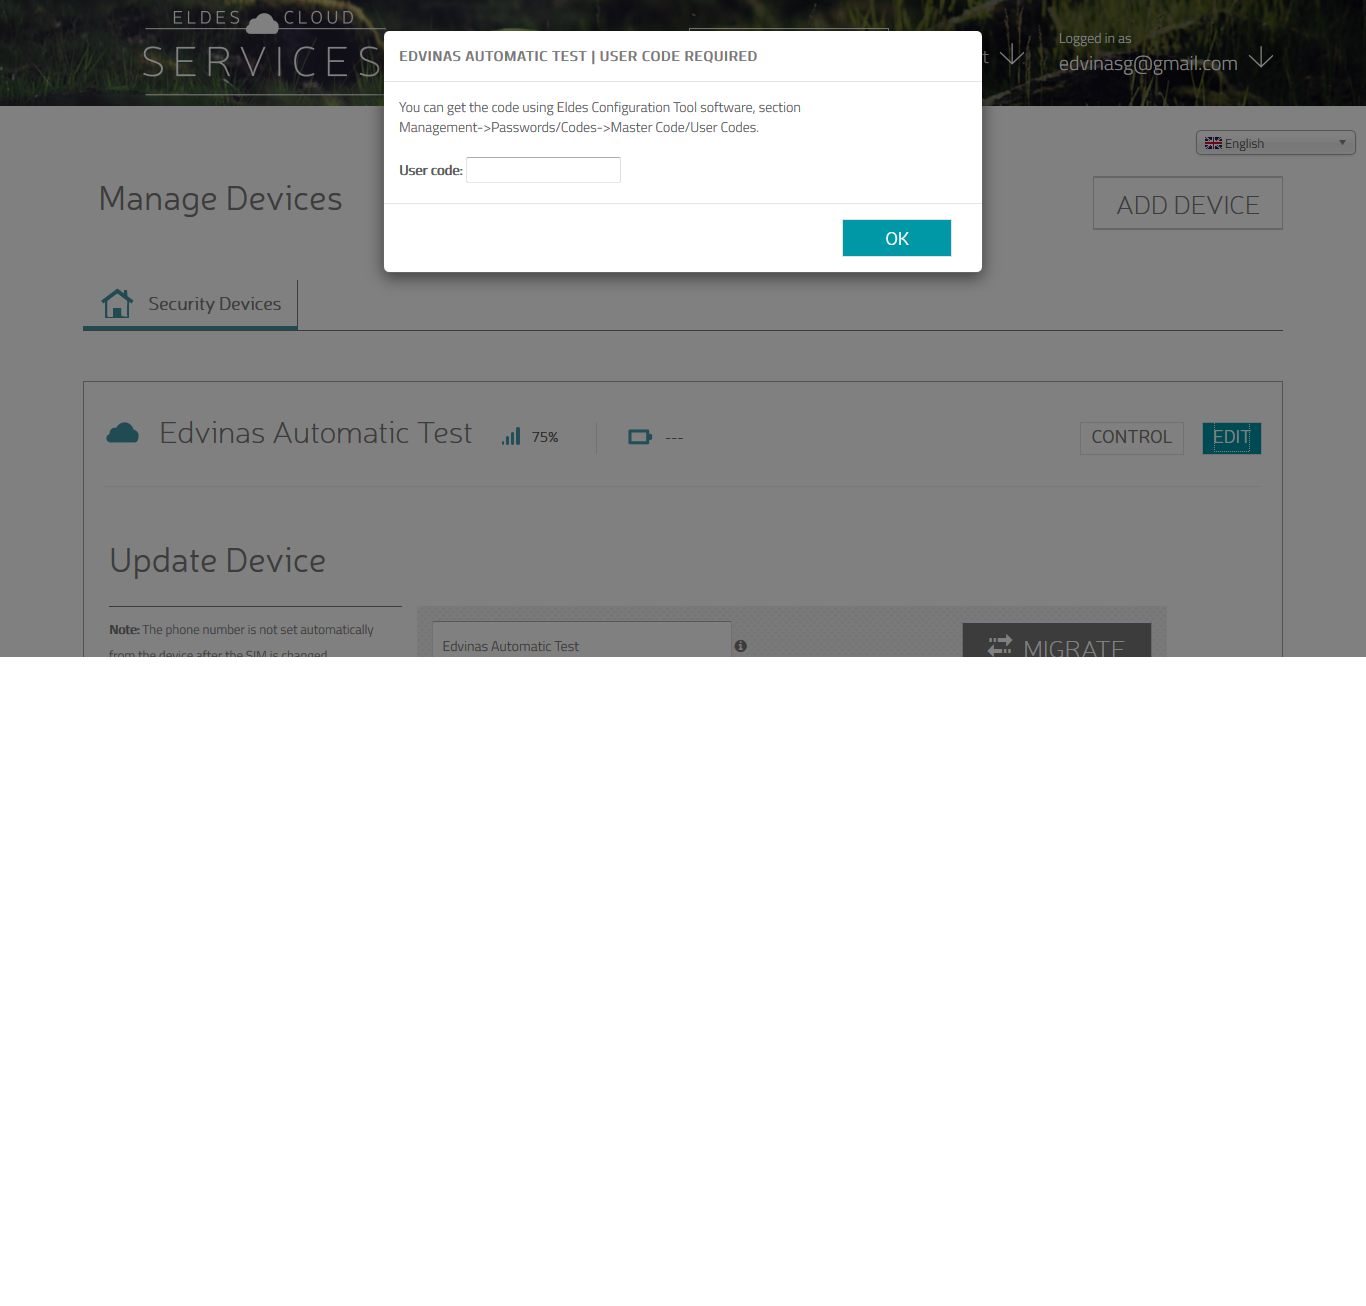 ELDES CLOUD
SERVICES
EDVINAS AUTOMATIC TEST | USER CODE REQUIRED
You can get the code using Eldes Configuration Tool software, section
Management->Passwords/Codes->Master Code/User Codes.
User code:
OK
t
Logged in as
edvinasg@gmail.com
English
Manage Devices
ADD DEVICE
Security Devices
Edvinas Automatic Test
75%
---
CONTROL
EDIT
Update Device
Note: The phone number is not set automatically
from the device after the SIM is changed
Edvinas Automatic Test
MIGRATE